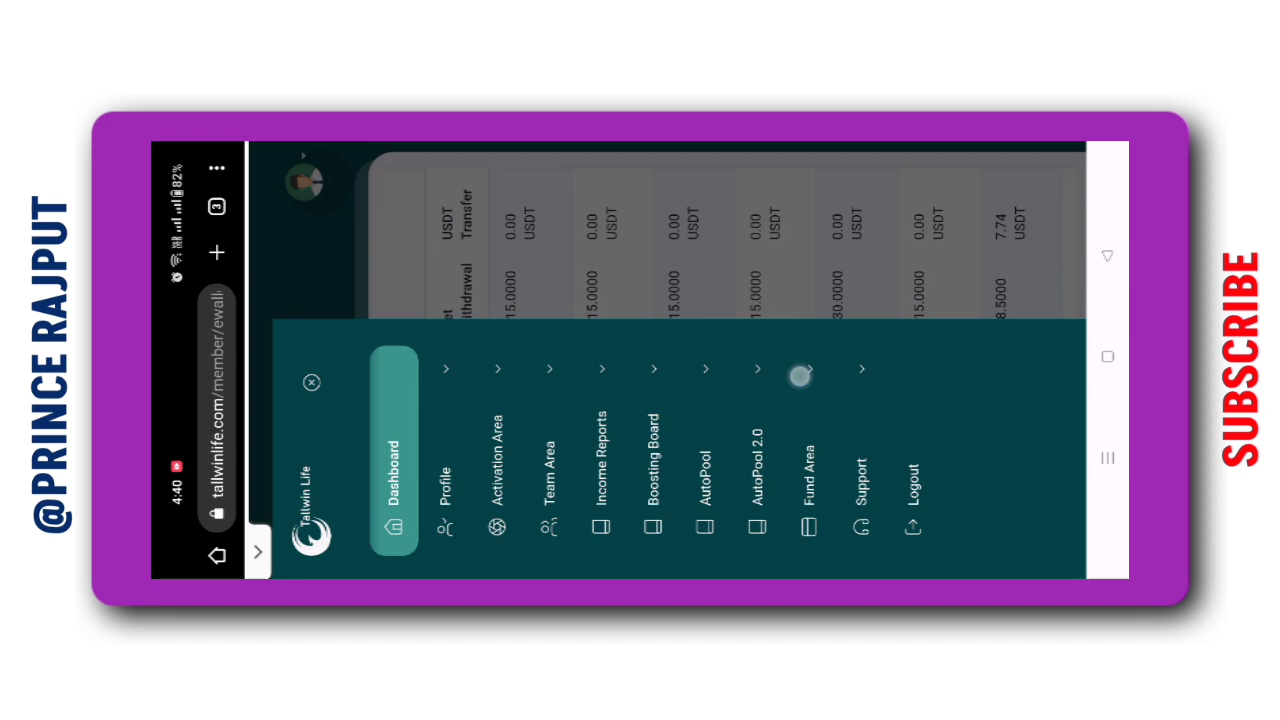 @PRINCE RAJPUT
4:40
82%
tallwinlife.com/member/ewall
3
Tallwin Life
Dashboard
Profile
Activation Area
Team Area
Income Reports
Boosting Board
AutoPool
AutoPool 2.0
Fund Area
Support
Logout
et
ithdrawal
USDT
Transfer
15.0000
0.00
USDT
15.0000
0.00
USDT
15.0000
0.00
USDT
15.0000
0.00
USDT
30.0000
0.00
USDT
15.0000
0.00
USDT
8.5000
7.74
USDT
SUBSCRIBE